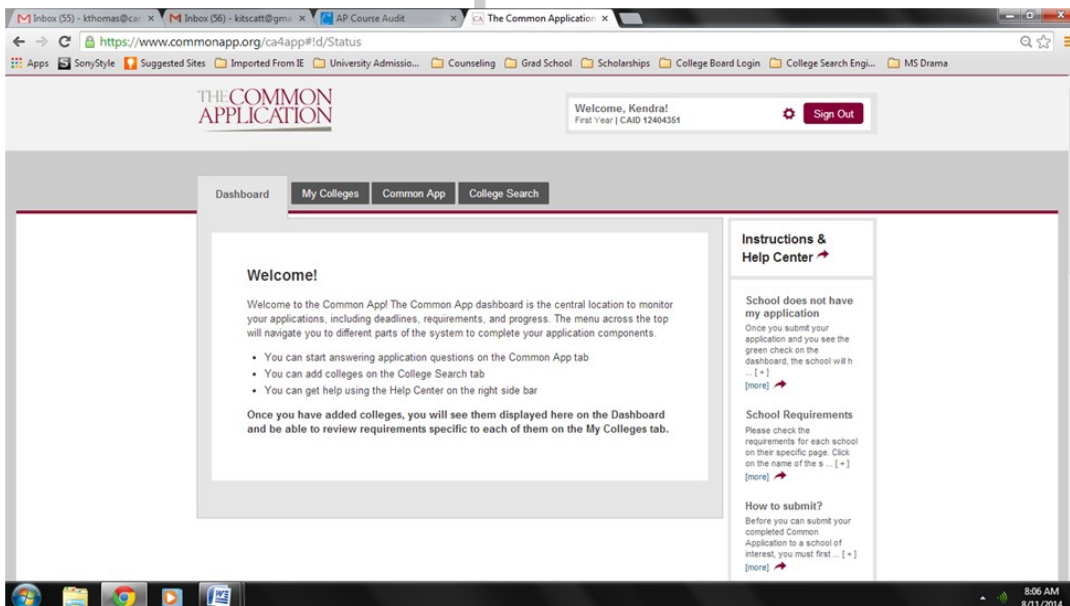 Inbox (55) - kthomas@car
Inbox (56) - kitscatt@gma
AP Course Audit
CA The Common Application
https://www.commonapp.org/ca4app#!d/Status
Apps
SonyStyle
Suggested Sites
Imported From IE
University Admissio...
Counseling
Grad School
Scholarships
College Board Login
College Search Engi...
MS Drama
THE COMMON
APPLICATION
Welcome, Kendra!
First Year | CAID 12404351
Sign Out
Dashboard
My Colleges
Common App
College Search
Welcome!
Welcome to the Common App! The Common App dashboard is the central location to monitor
your applications, including deadlines, requirements, and progress. The menu across the top
will navigate you to different parts of the system to complete your application components.
• You can start answering application questions on the Common App tab
• You can add colleges on the College Search tab
• You can get help using the Help Center on the right side bar
Once you have added colleges, you will see them displayed here on the Dashboard
and be able to review requirements specific to each of them on the My Colleges tab.
Instructions &
Help Center
School does not have
my application
Once you submit your
application and you see the
green check on the
dashboard, the school will h
... [ + ]
[more]
School Requirements
Please check the
requirements for each school
on their specific page. Click
on the name of the s ... [ + ]
[more]
How to submit?
Before you can submit your
completed Common
Application to a school of
interest, you must first ... [ + ]
[more]
8:06 AM
8/11/2014